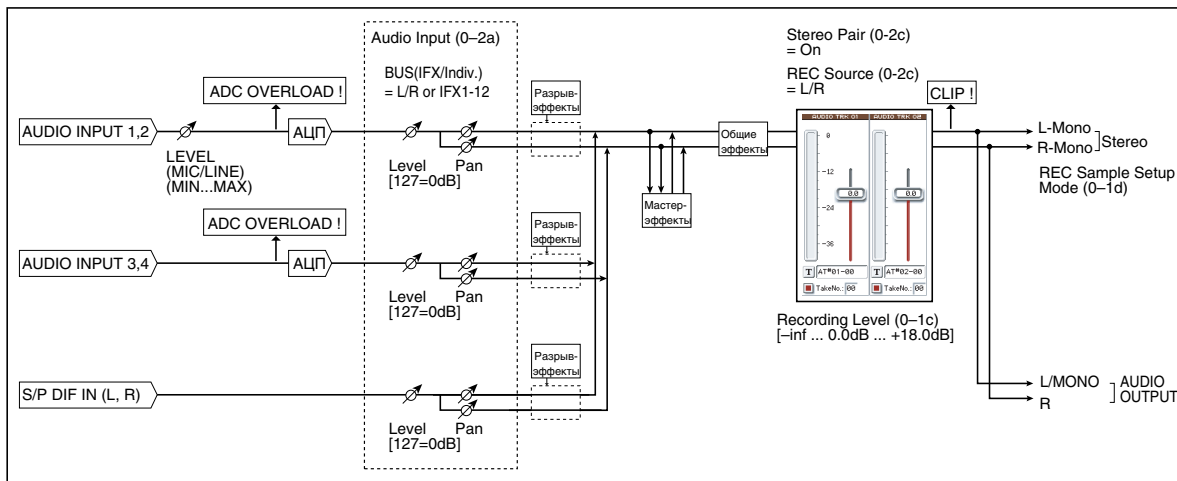 Audio Input (0–2a)
BUS(IFX/Indiv.)
= L/R or IFX1-12
Stereo Pair (0-2c)
= On
REC Source (0-2c)
= L/R
ADC OVERLOAD !
Разрыв-
эффекты
CLIP !
AUDIO INPUT 1,2
АЦП
LEVEL
(MIC/LINE)
(MIN...MAX)
Level
[127=0dB]
Pan
Общие
эффекты
Мастер-
эффекты
AUDIO TRK 01
AUDIO TRK 02
0
-12
-24
-36
0.0
0.0
T
AT#01-00
T
AT#02-00
TakeNo.:
00
TakeNo.:
00
Recording Level (0–1c)
[–inf ... 0.0dB ... +18.0dB]
L-Mono
R-Mono
Stereo
REC Sample Setup
Mode (0–1d)
ADC OVERLOAD !
AUDIO INPUT 3,4
АЦП
Разрыв-
эффекты
Level
[127=0dB]
Pan
S/P DIF IN (L, R)
Разрыв-
эффекты
Level
[127=0dB]
Pan
L/MONO
R
AUDIO
OUTPUT